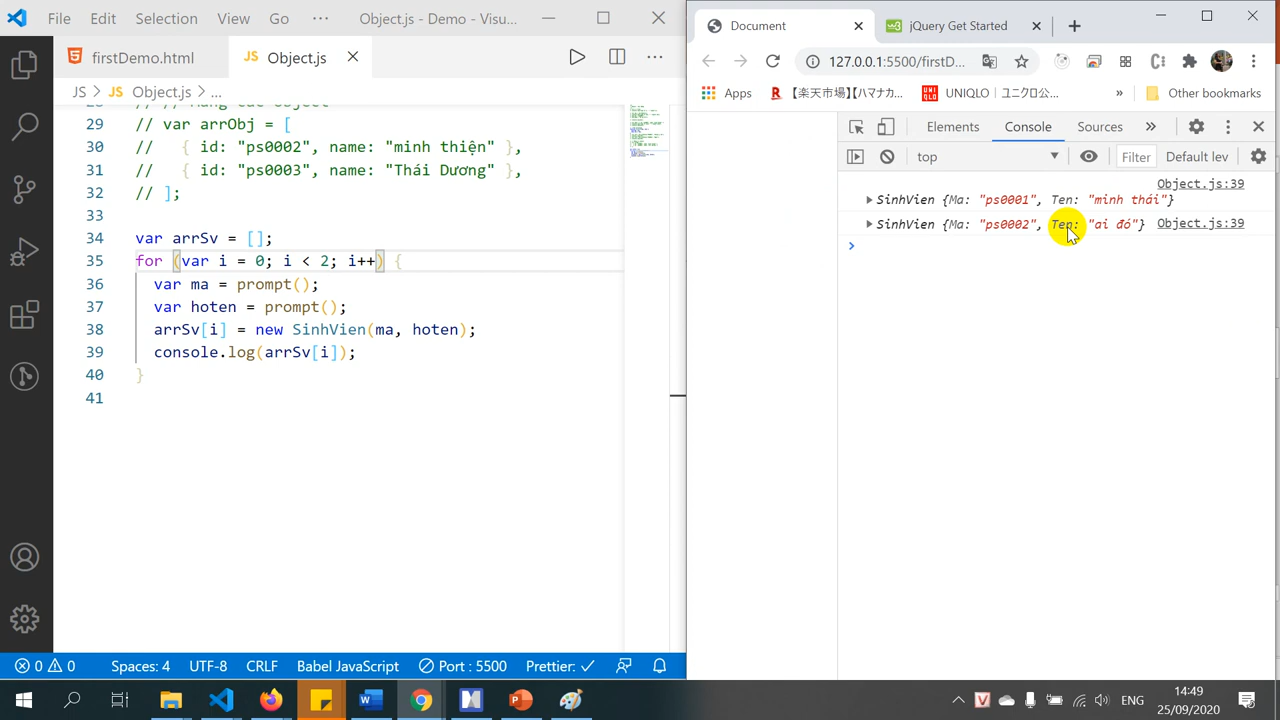 File Edit Selection View Go ··· Object.js - Demo - Visu...
firstDemo.html
JS Object.js
JS > JS Object.js > ...
29 // var arrObj = [
30 //   { id: "ps0002", name: "minh thiện" },
31 //   { id: "ps0003", name: "Thái Dương" },
32 // ];
33
34 var arrSv = [];
35 for (var i = 0; i < 2; i++) {
36   var ma = prompt();
37   var hoten = prompt();
38   arrSv[i] = new SinhVien(ma, hoten);
39   console.log(arrSv[i]);
40 }
41
0 0 Spaces: 4 UTF-8 CRLF Babel JavaScript Port : 5500 Prettier: ✓
Document
w3 jQuery Get Started
127.0.0.1:5500/firstD...
Apps R 【楽天市場】【ハマナカ... UNIQLO | ユニクロ公... » Other bookmarks
Elements Console Sources »
top Filter Default lev
Object.js:39
SinhVien {Ma: "ps0001", Ten: "minh thái"}
SinhVien {Ma: "ps0002", Ten: "ai đó"} Object.js:39
>
ENG
14:49
25/09/2020